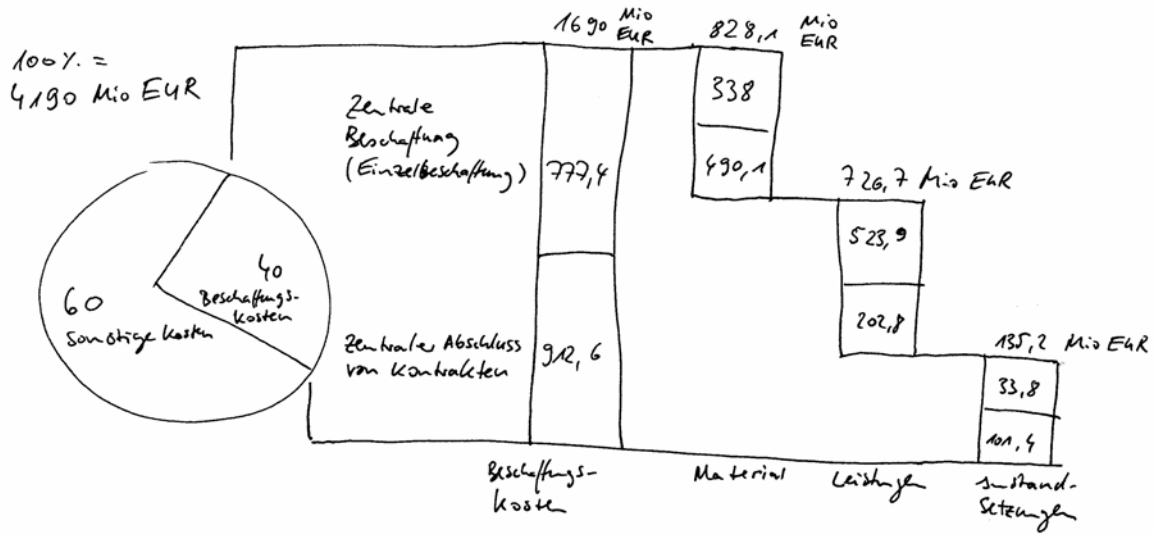 100% =
4190 Mio EUR
1690 Mio
EUR
828,1 Mio
EUR
Zentrale
Beschaffung
(Einzelbeschaffung)
777,4
338
490,1
726,7 Mio EUR
523,9
202,8
60
sonstige Kosten
40
Beschaffungs-
kosten
Zentraler Abschluss
von Kontrakten
912,6
135,2 Mio EUR
33,8
101,4
Beschaffungs-
kosten
Material
Leistungen
Instand-
setzungen